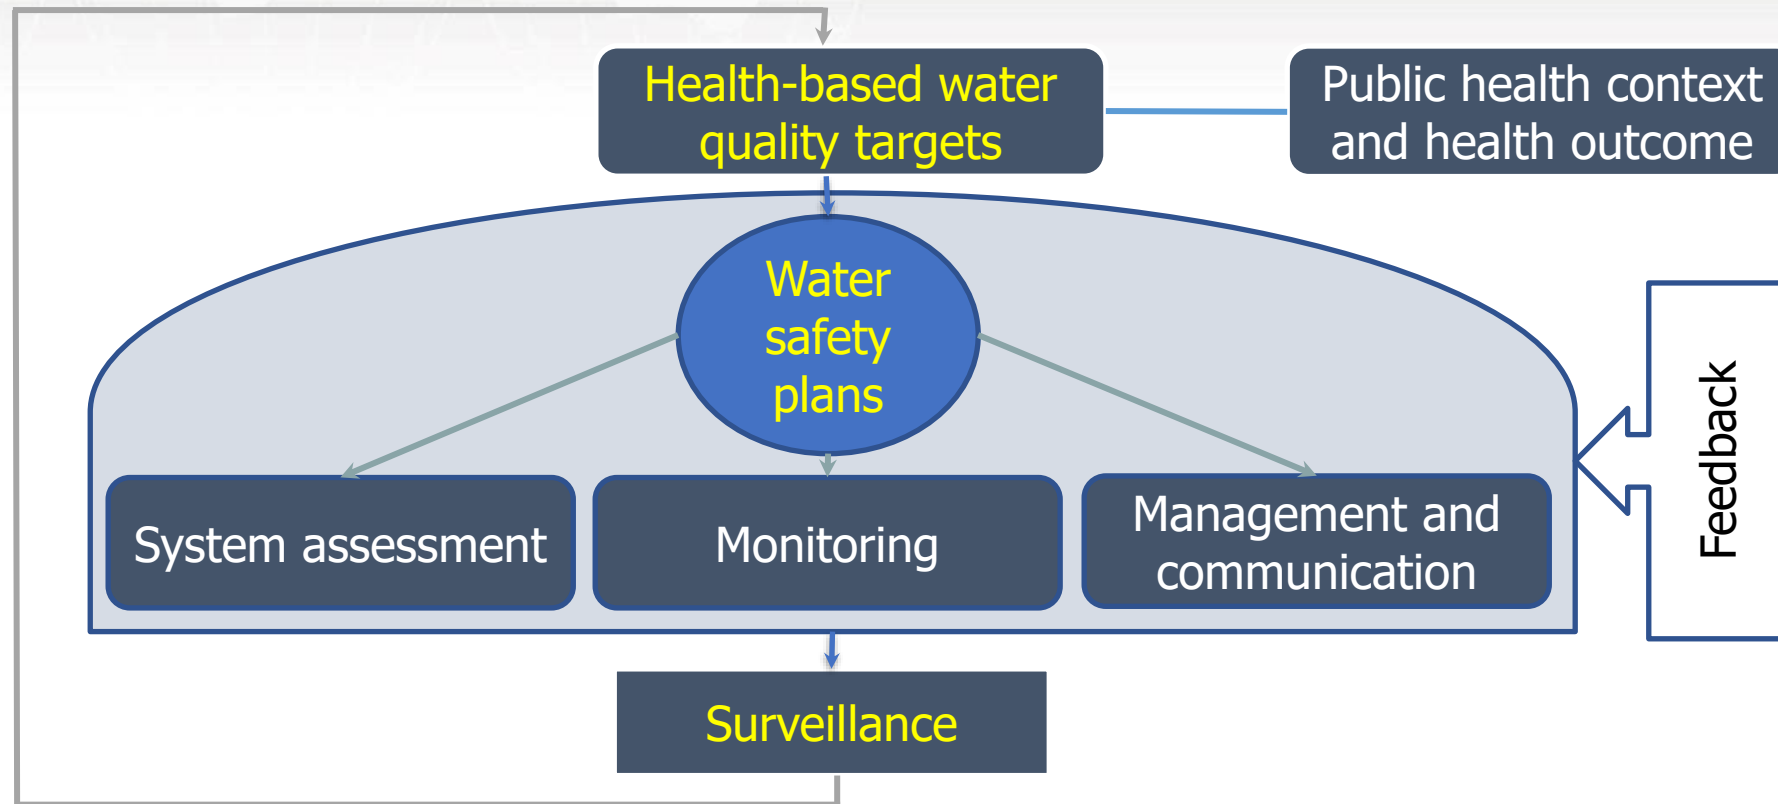 Health-based water
quality targets
Public health context
and health outcome
Water
safety
plans
System assessment
Monitoring
Management and
communication
Feedback
Surveillance